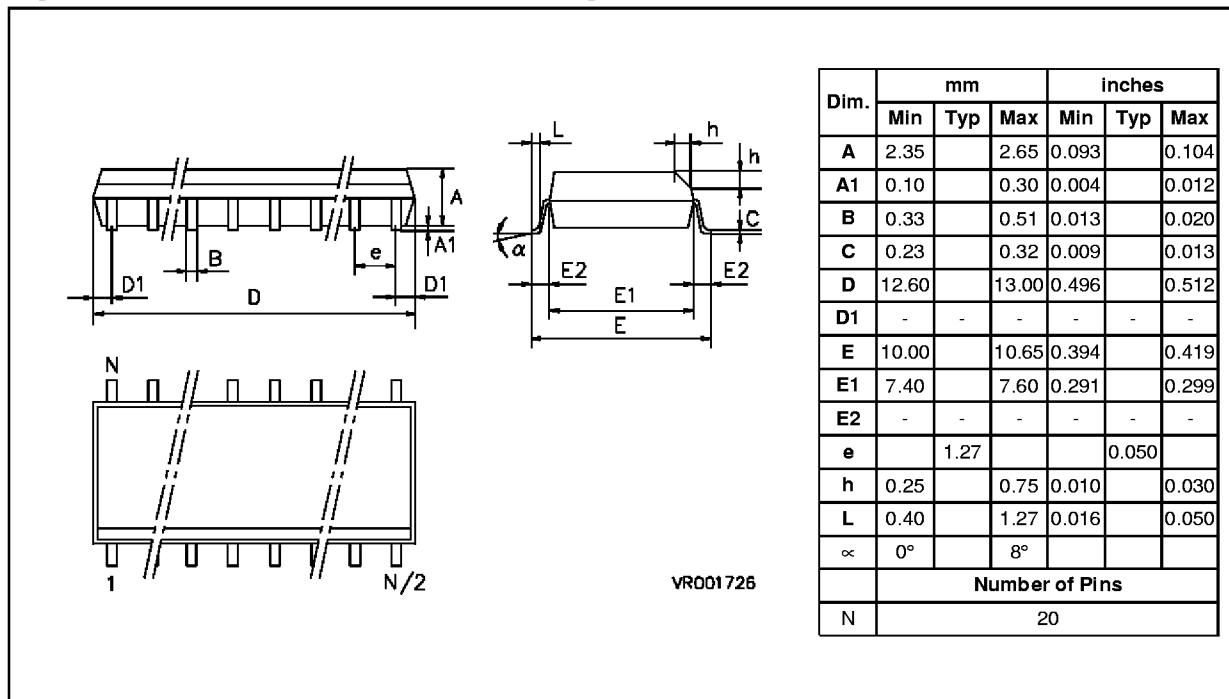 L
h
h
A
A1
B
e
D1
D
D1
C
α
E2
E1
E2
E
N
1
N/2
VR001726
Dim. mm inches
Min Typ Max Min Typ Max
A 2.35 2.65 0.093 0.104
A1 0.10 0.30 0.004 0.012
B 0.33 0.51 0.013 0.020
C 0.23 0.32 0.009 0.013
D 12.60 13.00 0.496 0.512
D1 - - - - - -
E 10.00 10.65 0.394 0.419
E1 7.40 7.60 0.291 0.299
E2 - - - - - -
e 1.27 0.050
h 0.25 0.75 0.010 0.030
L 0.40 1.27 0.016 0.050
∝ 0° 8°
Number of Pins
N 20